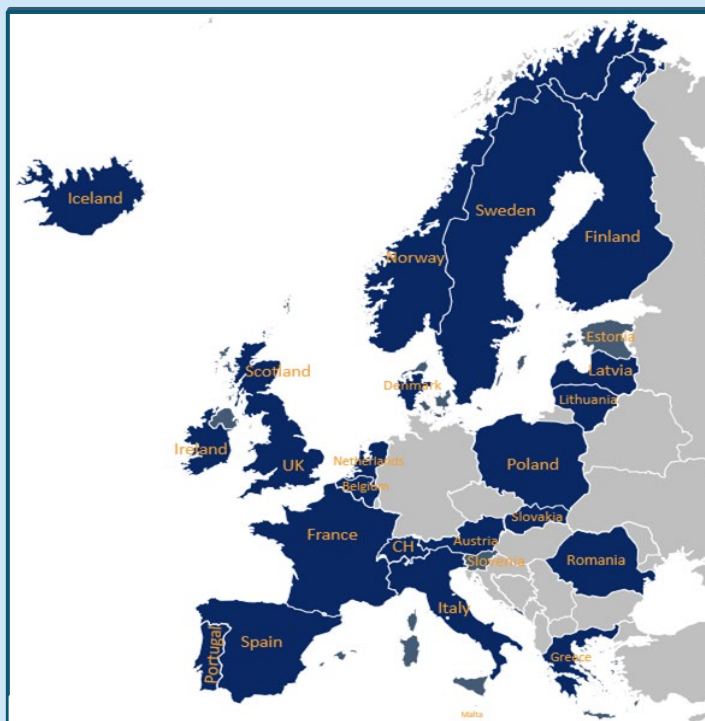 Iceland
Sweden
Finland
Norway
Estonia
Scotland
Latvia
Denmark
Lithuania
Ireland
Netherlands
UK
Poland
Belgium
Slovakia
France
Austria
CH
Slovenia
Romania
Italy
Portugal
Spain
Greece
Malta